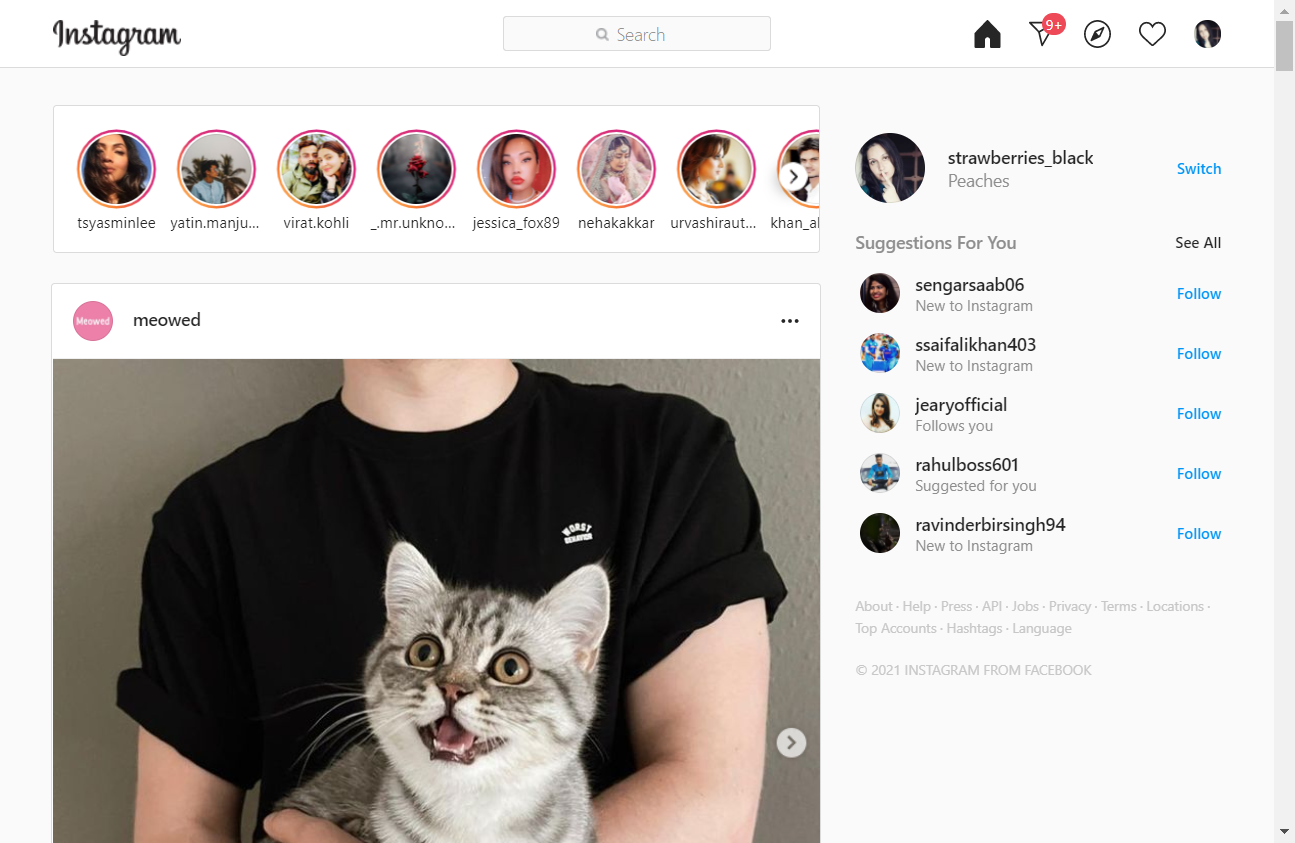 Instagram
Search
9+
tsyasminlee
yatin.manju...
virat.kohli
_.mr.unkno...
jessica_fox89
nehakakkar
urvashiraut...
khan_al
strawberries_black
Peaches
Switch
Suggestions For You
See All
sengarsaab06
New to Instagram
Follow
ssaifalikhan403
New to Instagram
Follow
jearyofficial
Follows you
Follow
rahulboss601
Suggested for you
Follow
ravinderbirsingh94
New to Instagram
Follow
About · Help · Press · API · Jobs · Privacy · Terms · Locations ·
Top Accounts · Hashtags · Language
© 2021 INSTAGRAM FROM FACEBOOK
Meowed
meowed
WORST
BEHAVIOR